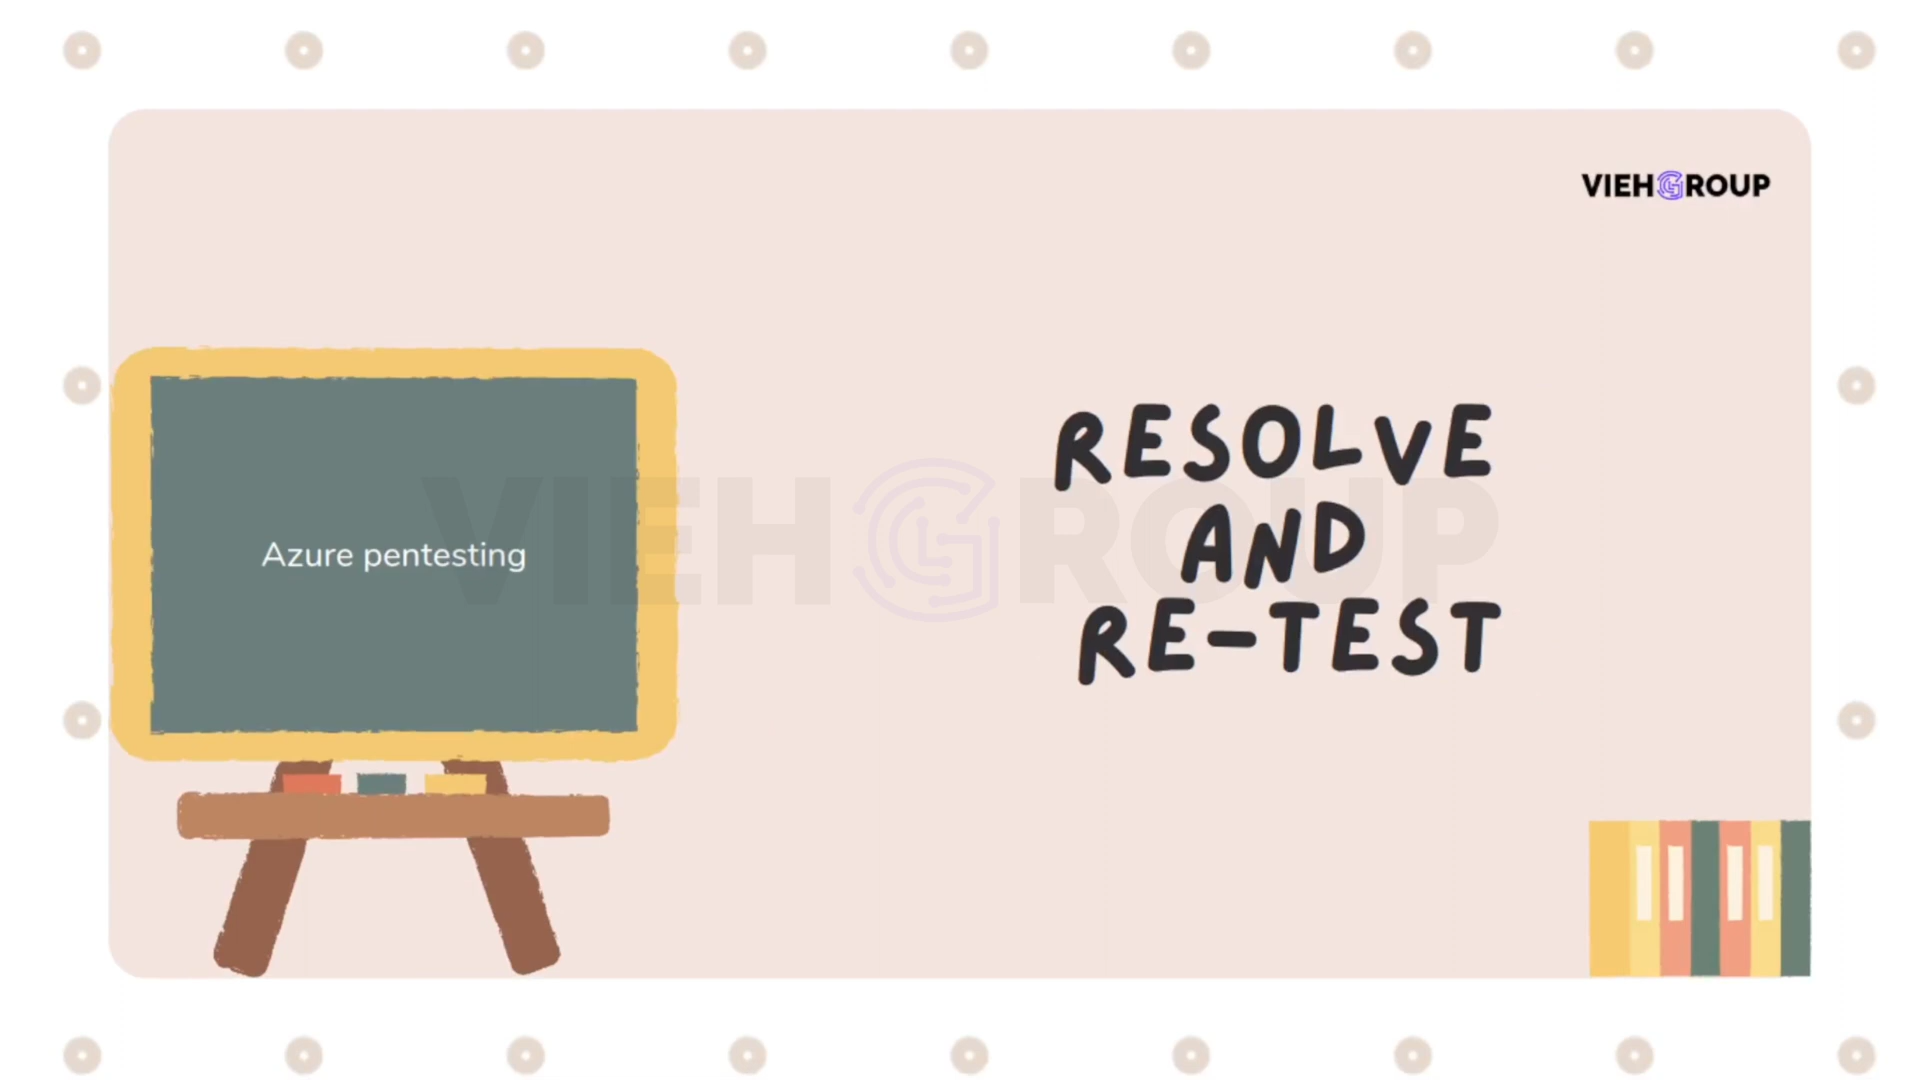 VIEHGROUP
Azure pentesting
RESOLVE
AND
RE-TEST
VIEHGROUP